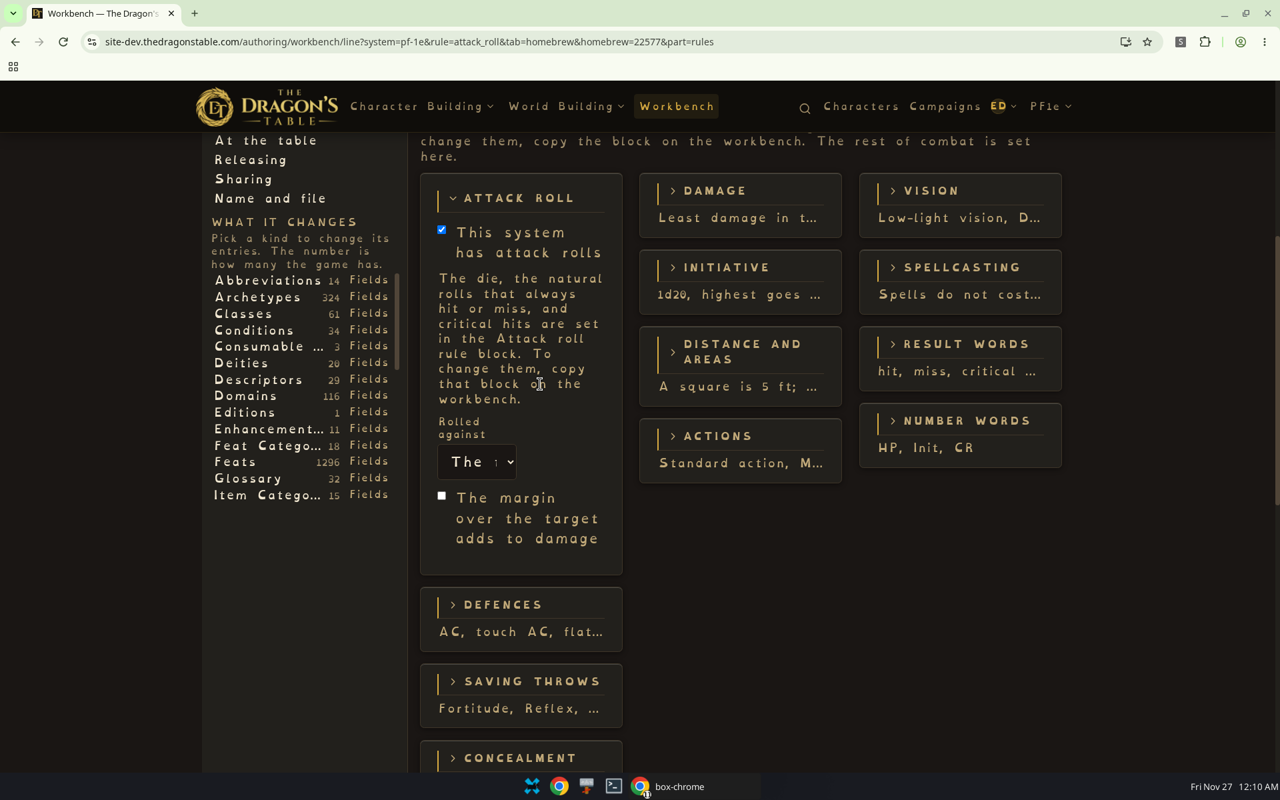 Workbench — The Dragon's
site-dev.thedragonstable.com/authoring/workbench/line?system=pf-1e&rule=attack_roll&tab=homebrew&homebrew=22577&part=rules
THE DRAGON'S TABLE
Character Building
World Building
Workbench
Characters
Campaigns
ED
PF1e
At the table
Releasing
Sharing
Name and file
WHAT IT CHANGES
Pick a kind to change its
entries. The number is
how many the game has.
Abbreviations 14 Fields
Archetypes 324 Fields
Classes 61 Fields
Conditions 34 Fields
Consumable ... 3 Fields
Deities 20 Fields
Descriptors 29 Fields
Domains 116 Fields
Editions 1 Fields
Enhancement... 11 Fields
Feat Catego... 18 Fields
Feats 1296 Fields
Glossary 32 Fields
Item Catego... 15 Fields
change them, copy the block on the workbench. The rest of combat is set
here.
ATTACK ROLL
This system
has attack rolls
The die, the natural
rolls that always
hit or miss, and
critical hits are set
in the Attack roll
rule block. To
change them, copy
that block on the
workbench.
Rolled
against
The
The margin
over the target
adds to damage
DEFENCES
AC, touch AC, flat...
SAVING THROWS
Fortitude, Reflex, ...
CONCEALMENT
DAMAGE
Least damage in t...
INITIATIVE
1d20, highest goes ...
DISTANCE AND
AREAS
A square is 5 ft; ...
ACTIONS
Standard action, M...
VISION
Low-light vision, D...
SPELLCASTING
Spells do not cost...
RESULT WORDS
hit, miss, critical ...
NUMBER WORDS
HP, Init, CR
box-chrome
Fri Nov 27 12:10 AM